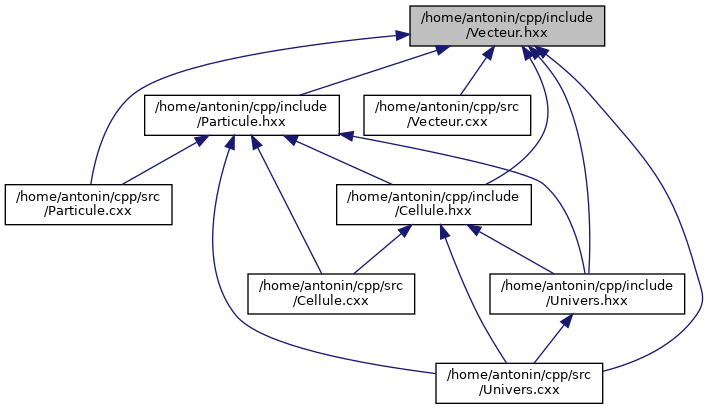 /home/antonin/cpp/include
/Vecteur.hxx
/home/antonin/cpp/include
/Particule.hxx
/home/antonin/cpp/src
/Vecteur.cxx
/home/antonin/cpp/src
/Particule.cxx
/home/antonin/cpp/include
/Cellule.hxx
/home/antonin/cpp/src
/Cellule.cxx
/home/antonin/cpp/include
/Univers.hxx
/home/antonin/cpp/src
/Univers.cxx